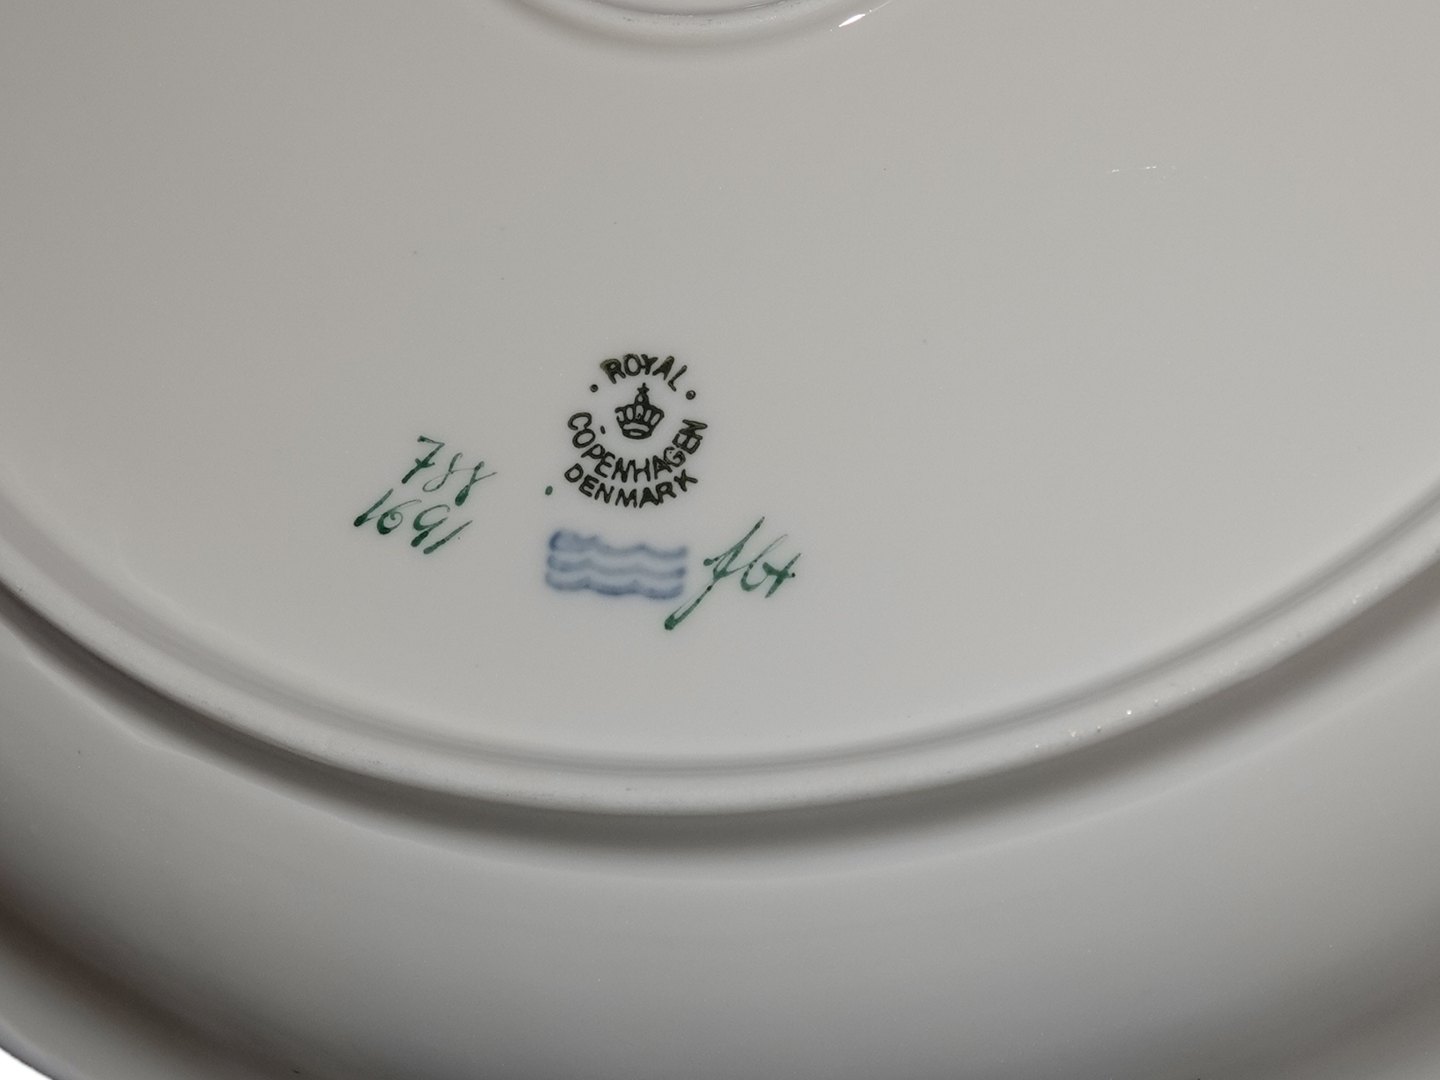 ROYAL
COPENHAGEN
DENMARK
788
1691